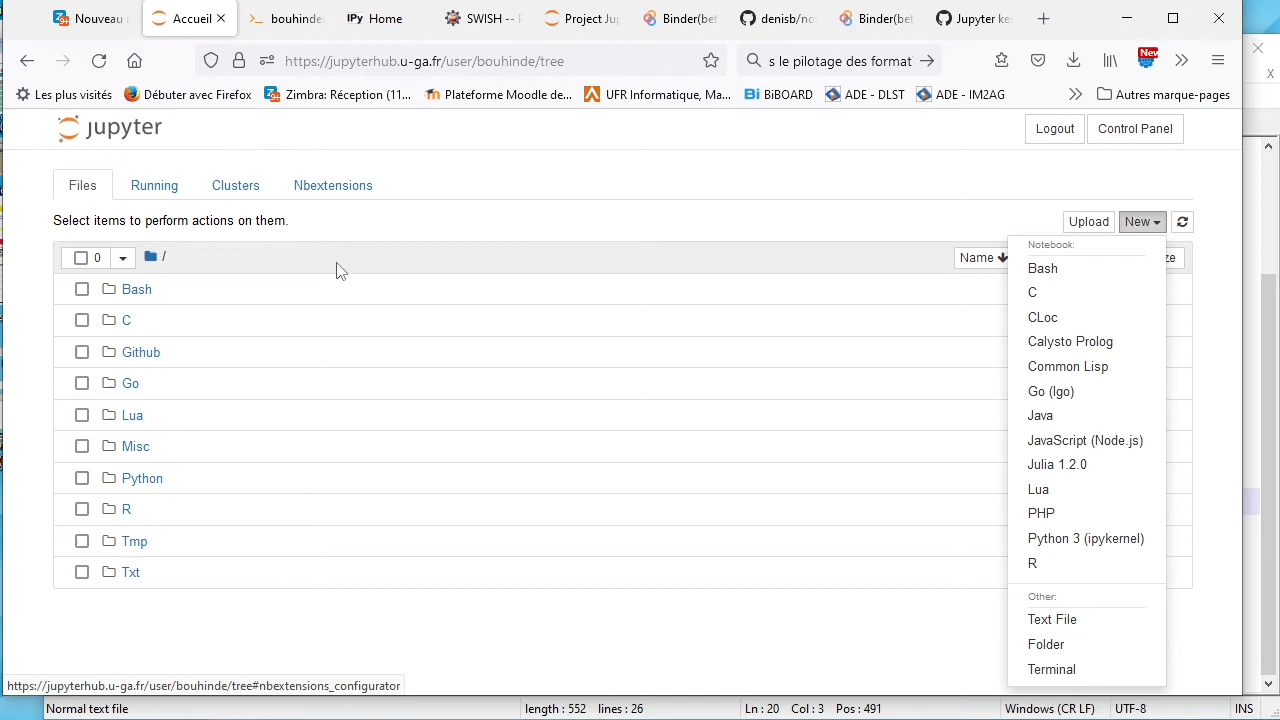 Nouveau
Accueil
bouhinde
IPy Home
SWISH --
Project Ju
Binder(bet
denisb/no
Binder(bet
Jupyter ke
https://jupyterhub.u-ga.fr/user/bouhinde/tree
s le pilotage des format
New
Les plus visités
Débuter avec Firefox
Zimbra: Réception (11...
Plateforme Moodle de...
UFR Informatique, Ma...
Bi BiBOARD
ADE - DLST
ADE - IM2AG
Autres marque-pages
jupyter
Logout
Control Panel
Files
Running
Clusters
Nbextensions
Select items to perform actions on them.
Upload
New
0
/
Name
ze
Bash
C
Github
Go
Lua
Misc
Python
R
Tmp
Txt
Notebook:
Bash
C
CLoc
Calysto Prolog
Common Lisp
Go (lgo)
Java
JavaScript (Node.js)
Julia 1.2.0
Lua
PHP
Python 3 (ipykernel)
R
Other:
Text File
Folder
Terminal
https://jupyterhub.u-ga.fr/user/bouhinde/tree#nbextensions_configurator
Normal text file
length : 552 lines : 26
Ln : 20 Col : 3 Pos : 491
Windows (CR LF)
UTF-8
INS